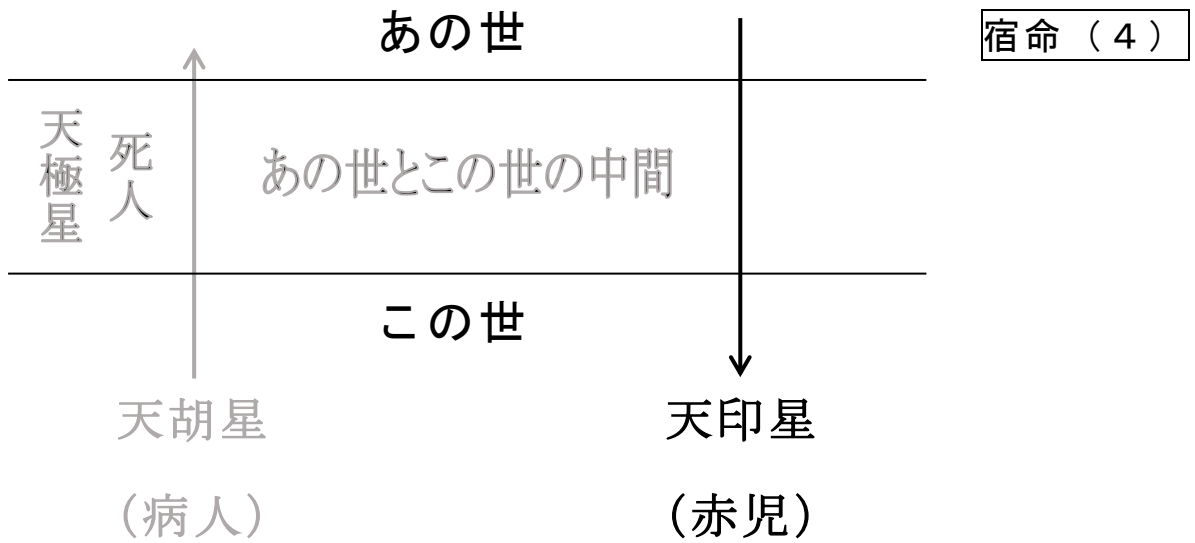 あの世
宿命（４）
天極星
死人
あの世とこの世の中間
この世
天胡星
天印星
（病人）
（赤児）